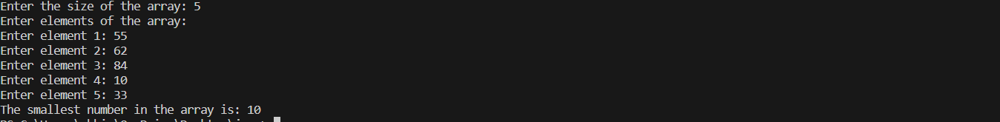 Enter the size of the array: 5
Enter elements of the array:
Enter element 1: 55
Enter element 2: 62
Enter element 3: 84
Enter element 4: 10
Enter element 5: 33
The smallest number in the array is: 10